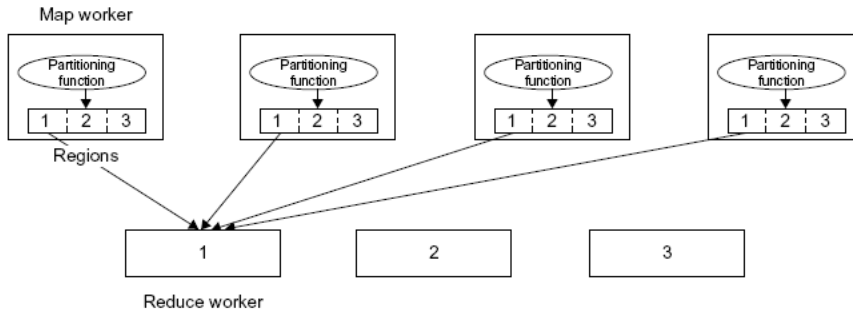 Map worker
Partitioning
function
1 2 3
Partitioning
function
1 2 3
Partitioning
function
1 2 3
Partitioning
function
1 2 3
Regions
1
2
3
Reduce worker